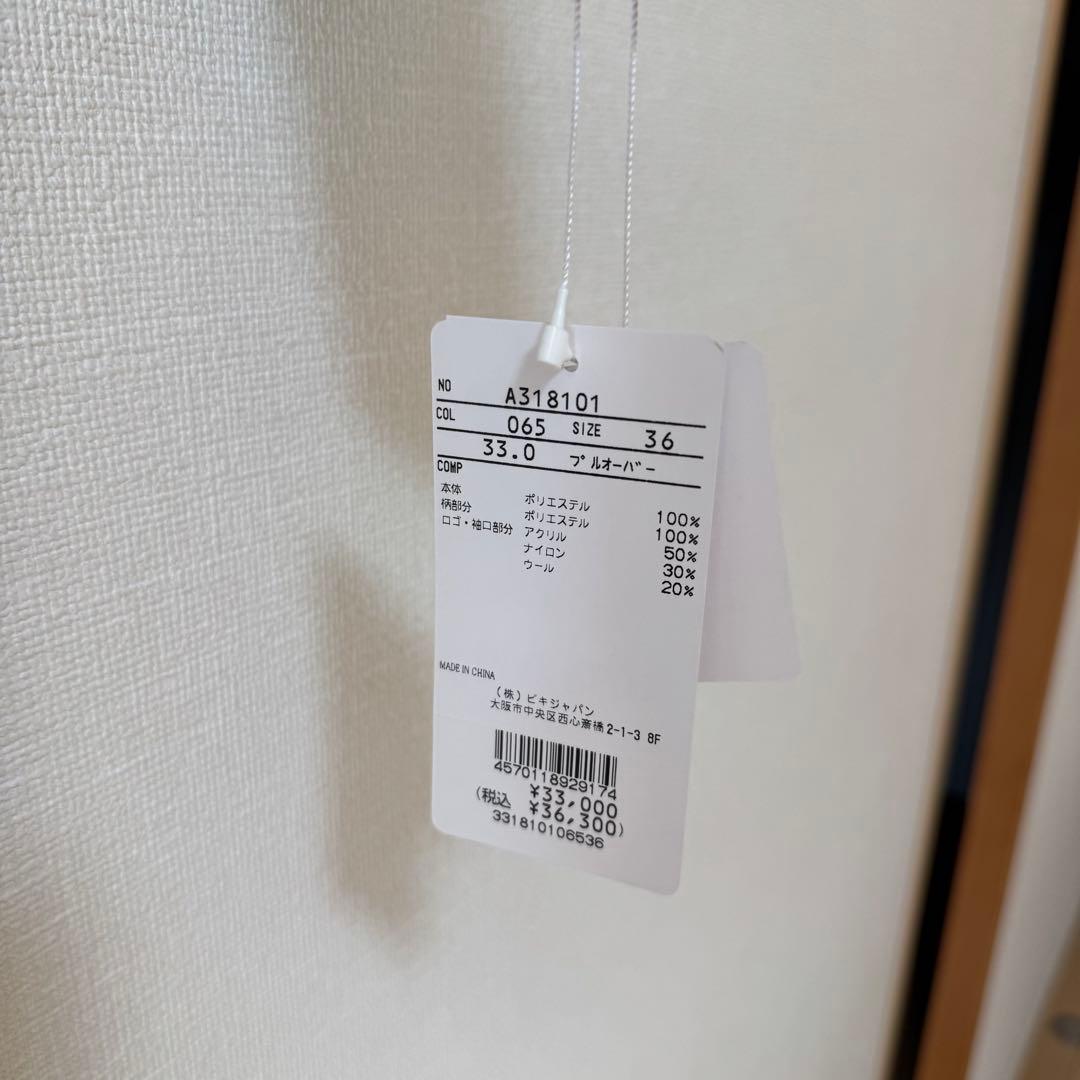 NO A318101
COL 065 SIZE 36
33.0 プルオーバー
COMP
本体 ポリエステル 100%
柄部分 ポリエステル 100%
ロゴ・袖口部分 アクリル 50%
ナイロン 30%
ウール 20%
MADE IN CHINA
(株)ビキジャパン
大阪市中央区西心斎橋2-1-3 8F
4570118929174
¥33,000
(税込 ¥36,300)
331810106536